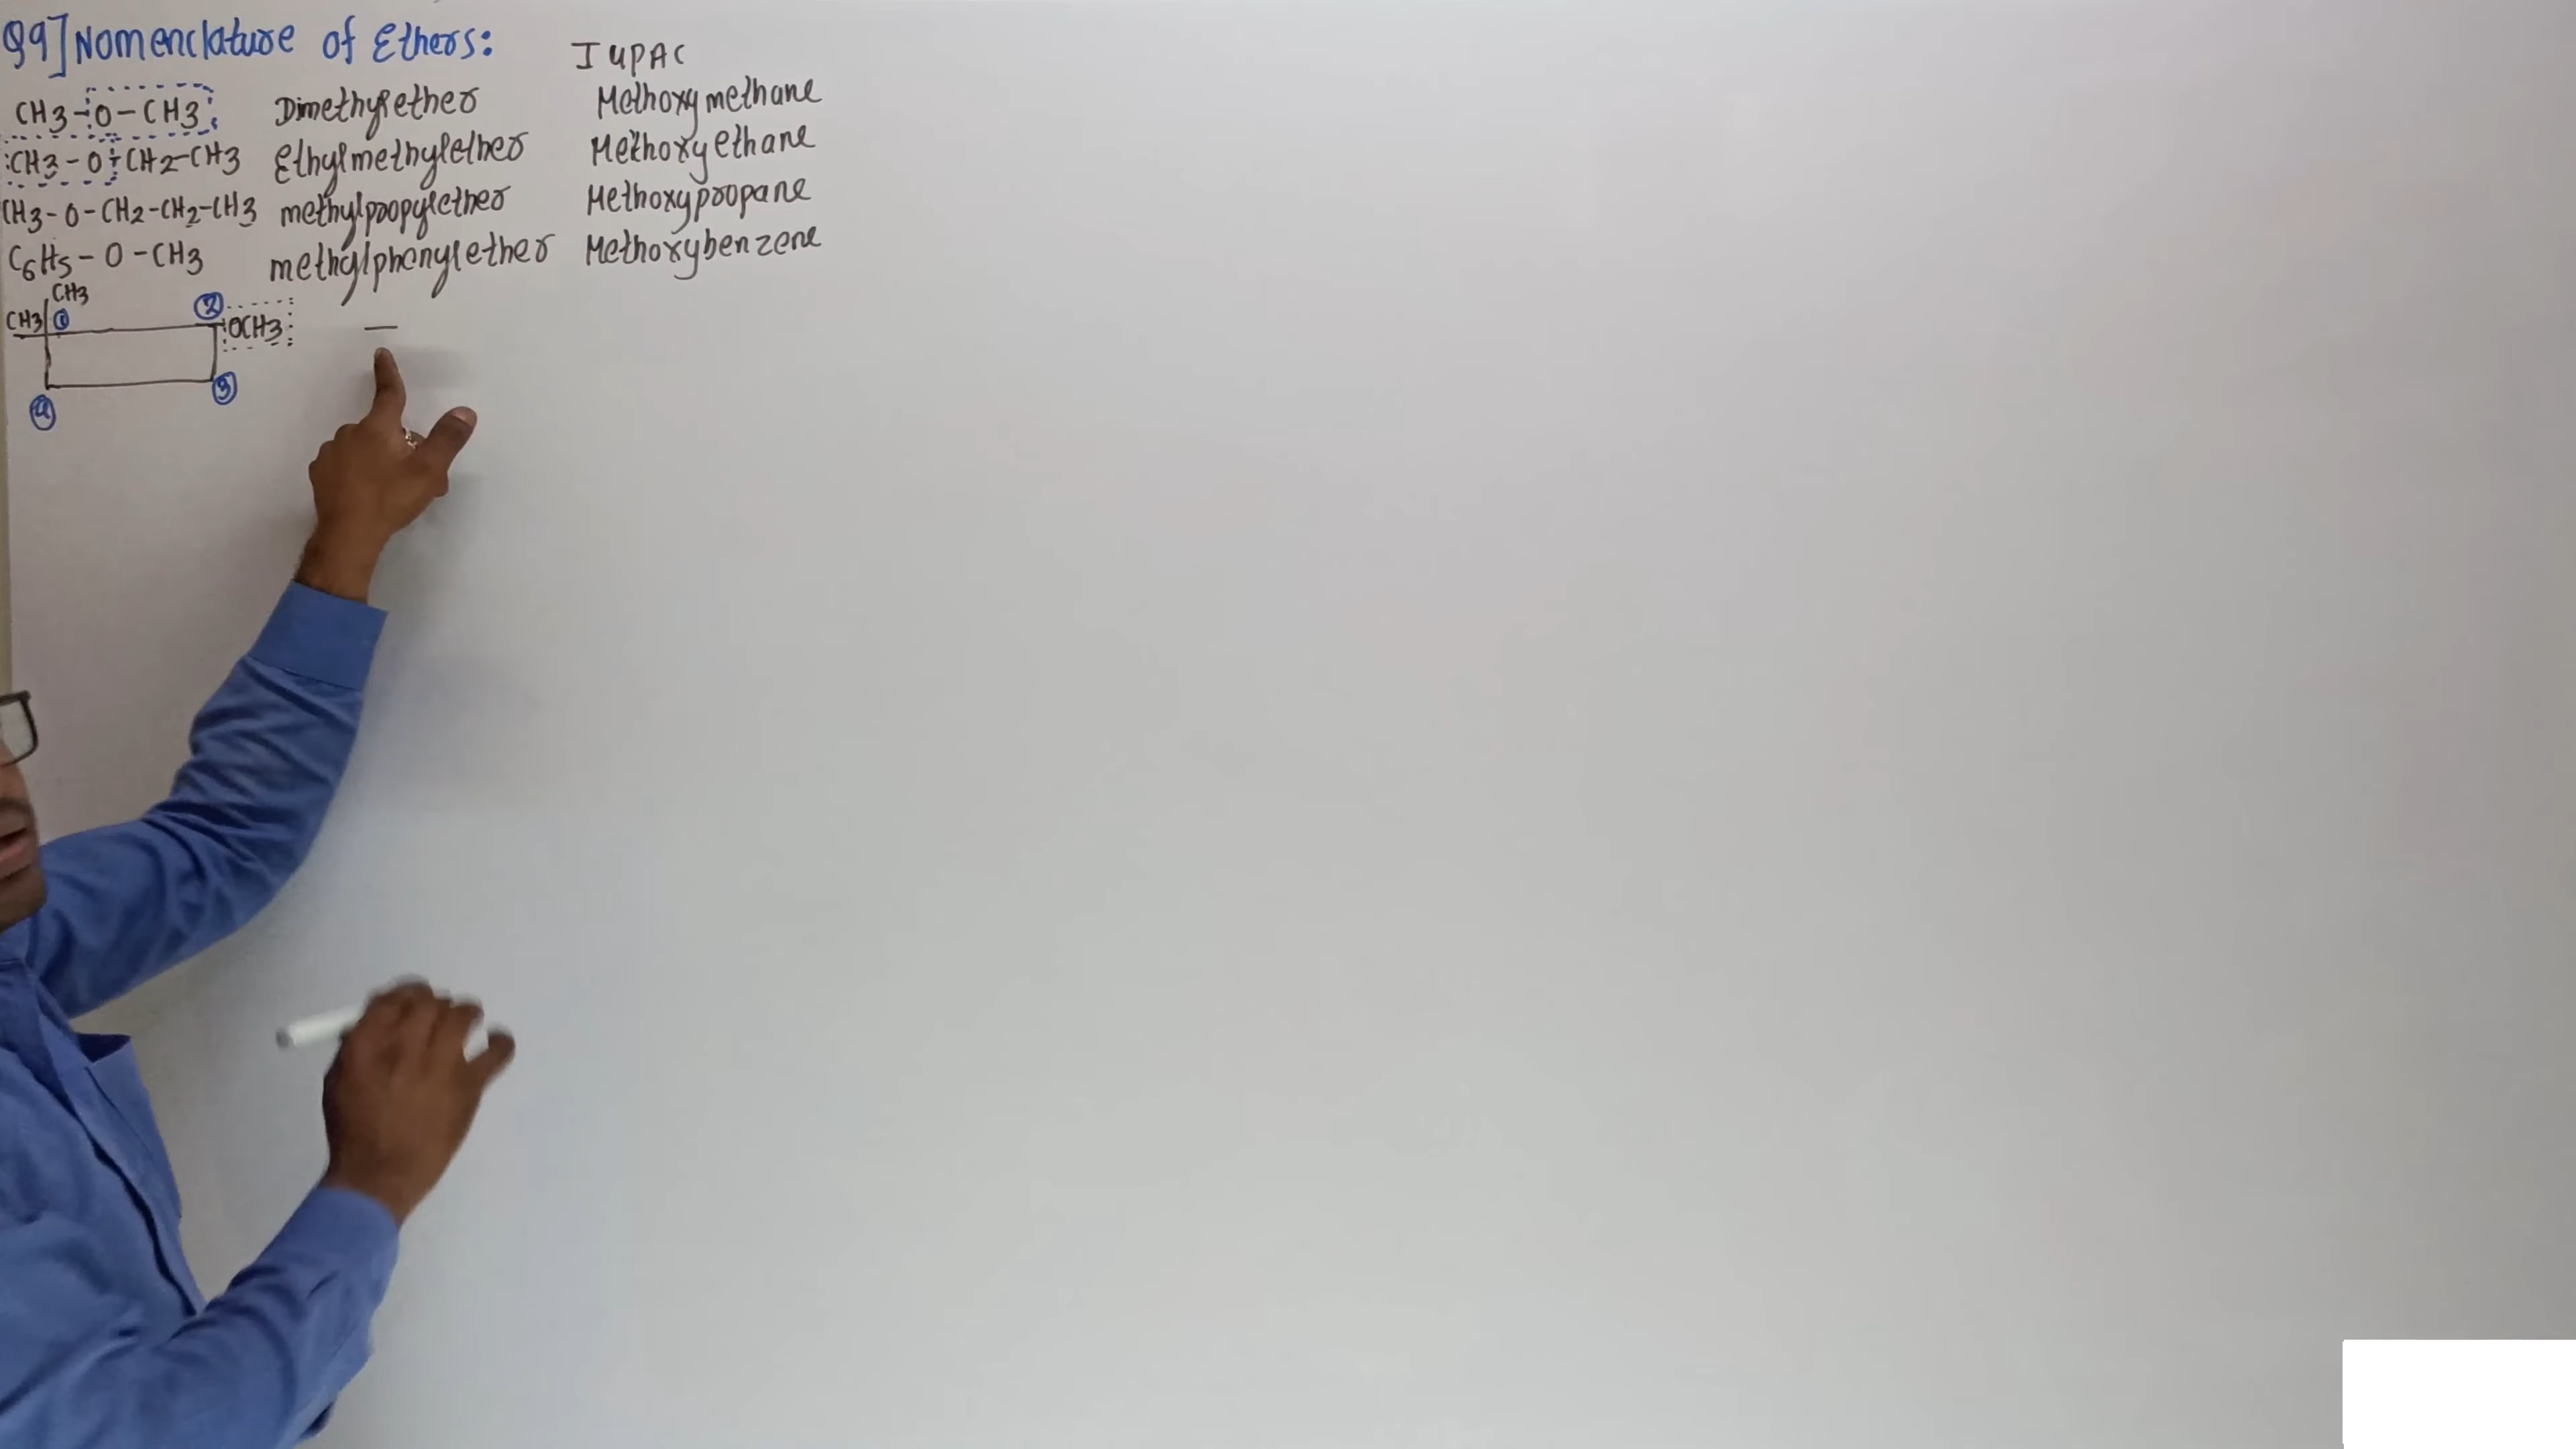 Q9] Nomenclature of Ethers:
IUPAC
CH3-O-CH3 Dimethylether Methoxymethane
CH3-O-CH2-CH3 Ethylmethylether Methoxyethane
CH3-O-CH2-CH2-CH3 methylpropylether Methoxypropane
C6H5-O-CH3 methylphenylether Methoxybenzene
CH3
CH3 1 2 OCH3 —
4 3